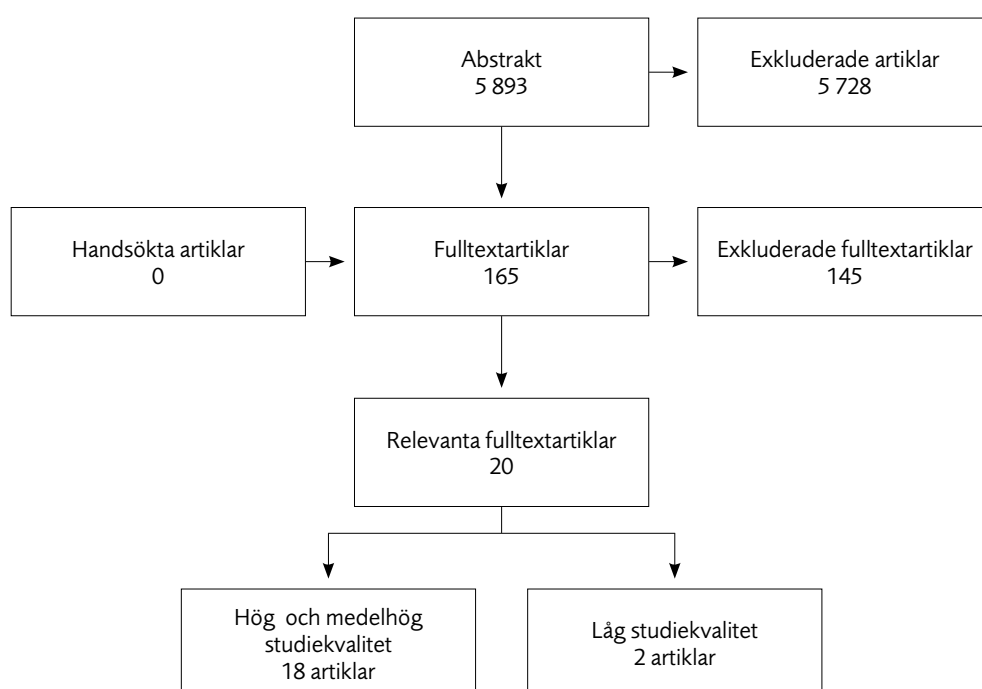 Abstrakt
5 893
Exkluderade artiklar
5 728
Handsökta artiklar
0
Fulltextartiklar
165
Exkluderade fulltextartiklar
145
Relevanta fulltextartiklar
20
Hög och medelhög
studiekvalitet
18 artiklar
Låg studiekvalitet
2 artiklar